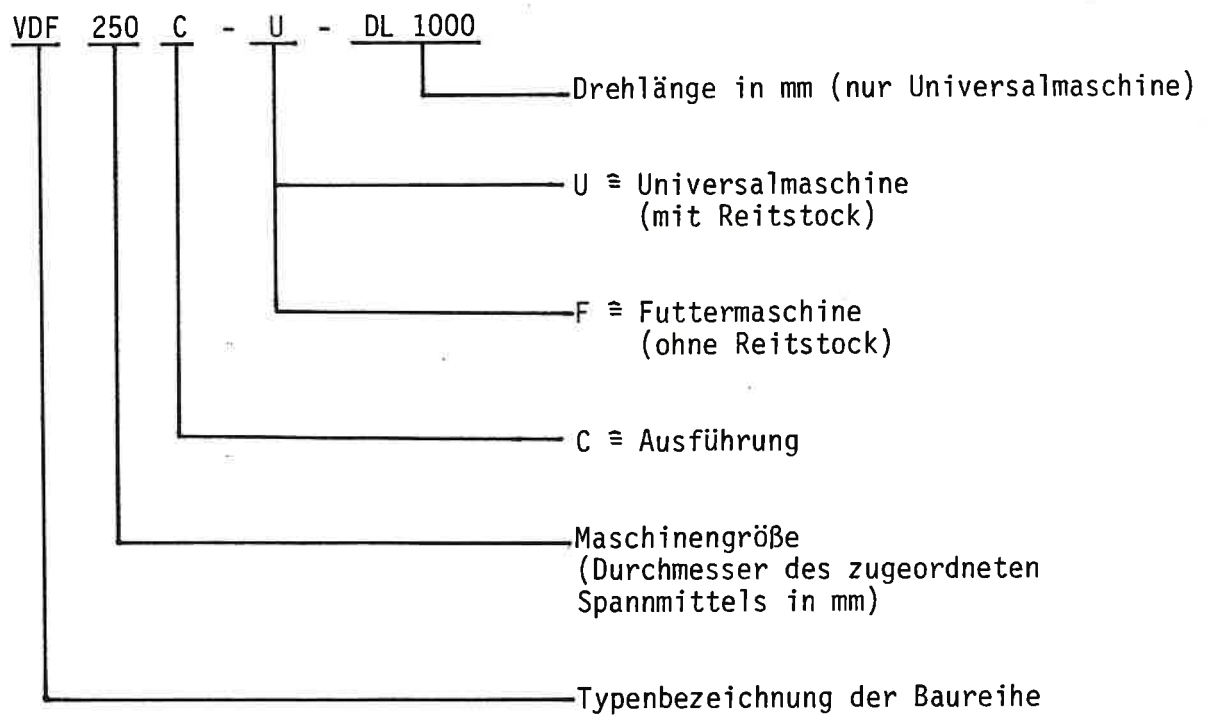 VDF 250 C - U - DL 1000
Drehlänge in mm (nur Universalmaschine)
U ≙ Universalmaschine
(mit Reitstock)
F ≙ Futtermaschine
(ohne Reitstock)
C ≙ Ausführung
Maschinengröße
(Durchmesser des zugeordneten
Spannmittels in mm)
Typenbezeichnung der Baureihe